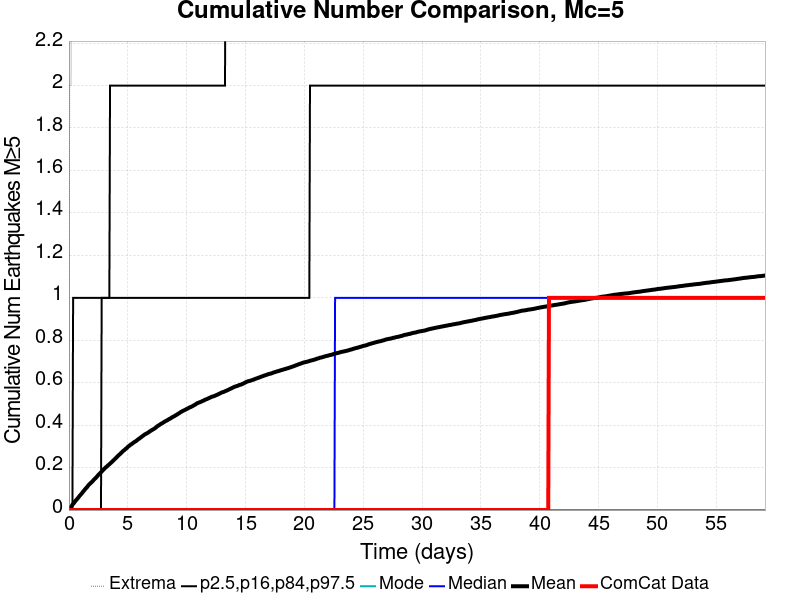 Cumulative Number Comparison, Mc=5
Cumulative Num Earthquakes M≥5
2.2
2
1.8
1.6
1.4
1.2
1
0.8
0.6
0.4
0.2
0
0 5 10 15 20 25 30 35 40 45 50 55
Time (days)
Extrema p2.5,p16,p84,p97.5 Mode Median Mean ComCat Data